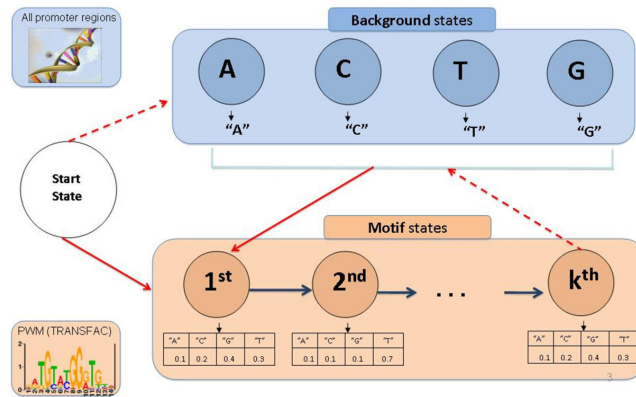 All promoter regions
Background states
A C T G
“A” “C” “T” “G”
Start
State
Motif states
1st 2nd ... kth
"A" "C" "G" "T"
0.1 0.2 0.4 0.3
"A" "C" "G" "T"
0.1 0.1 0.1 0.7
"A" "C" "G" "T"
0.1 0.2 0.4 0.3
PWM (TRANSFAC)
2
1
0
3